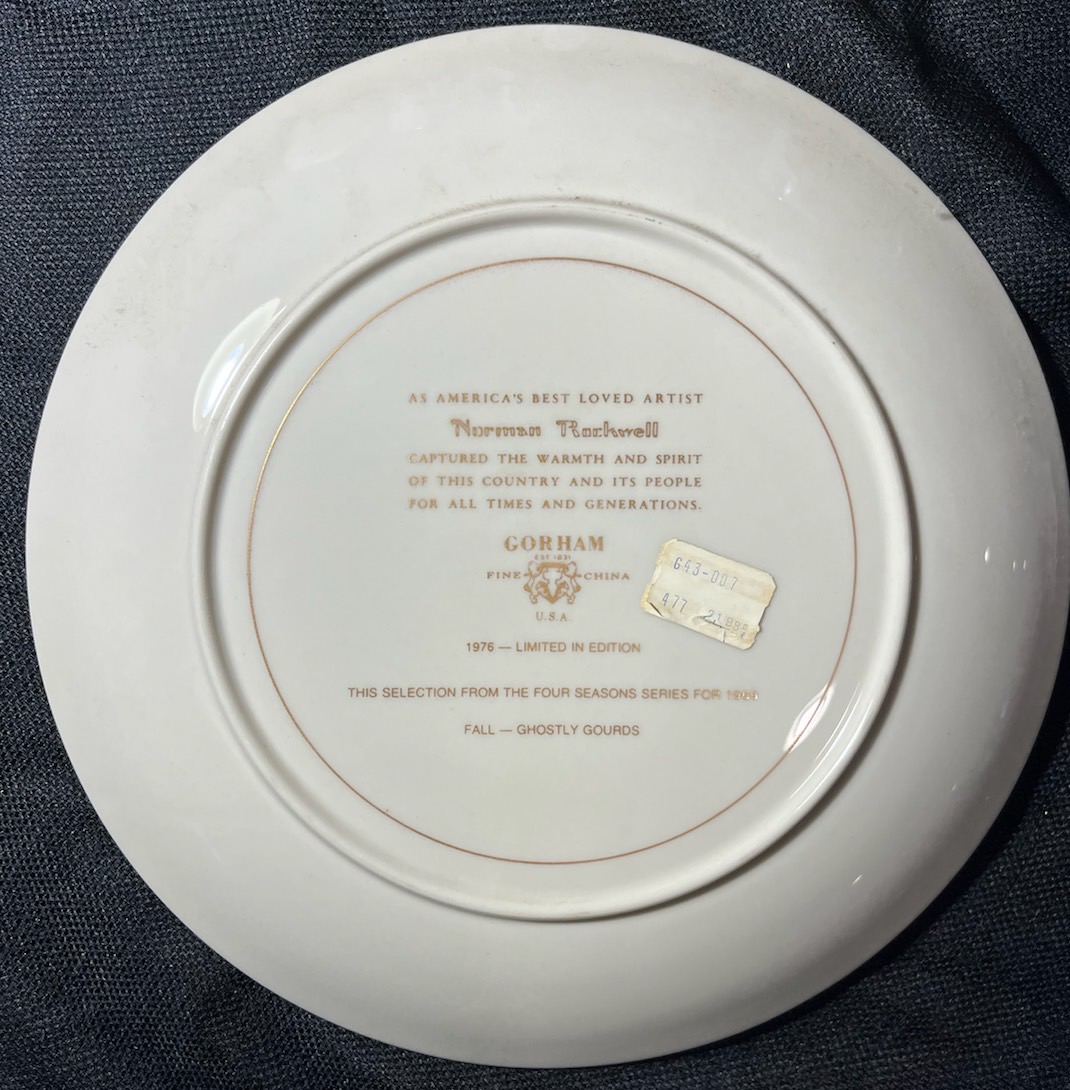 AS AMERICA'S BEST LOVED ARTIST
Norman Rockwell
CAPTURED THE WARMTH AND SPIRIT
OF THIS COUNTRY AND ITS PEOPLE
FOR ALL TIMES AND GENERATIONS.
GORHAM
EST 1831
FINE CHINA
U.S.A.
643-007
477
1976 — LIMITED IN EDITION
THIS SELECTION FROM THE FOUR SEASONS SERIES FOR
FALL — GHOSTLY GOURDS